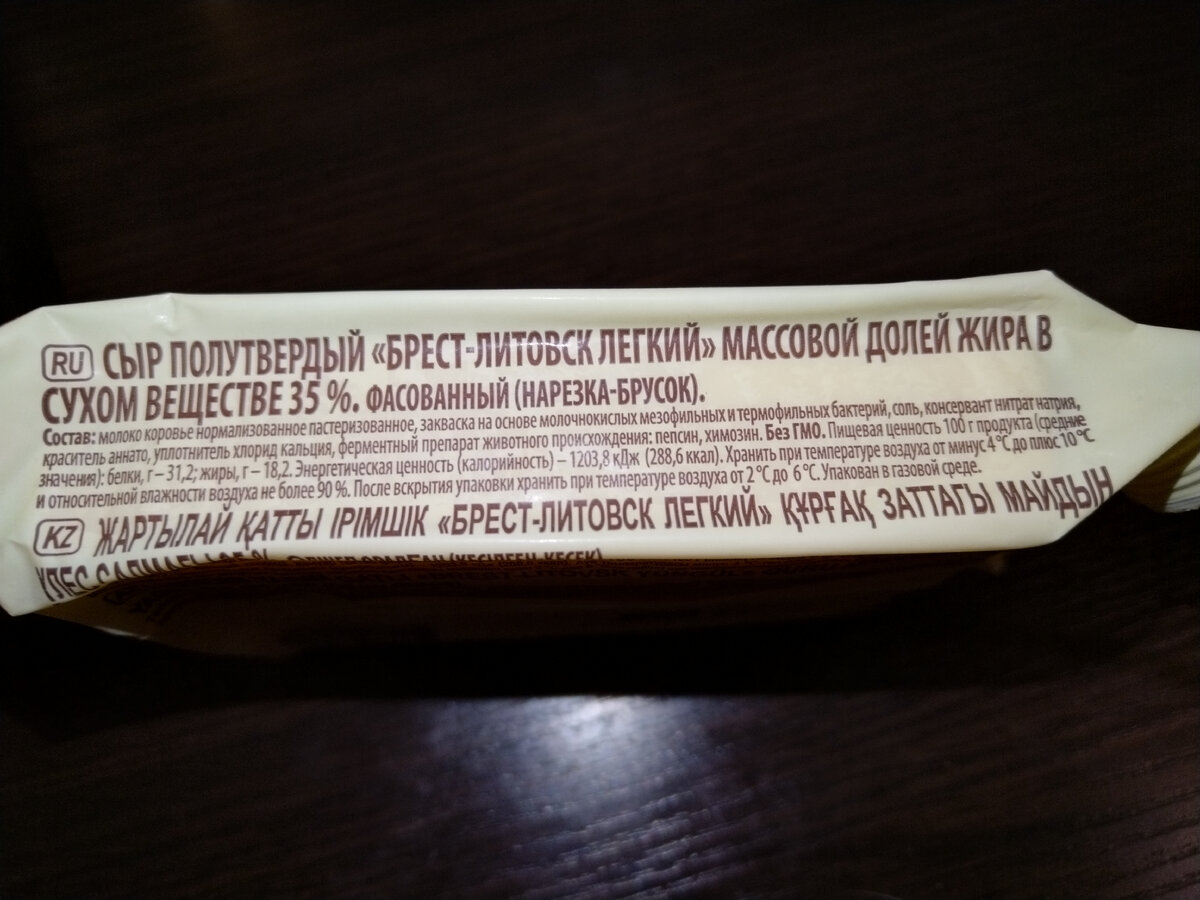 RU СЫР ПОЛУТВЕРДЫЙ «БРЕСТ-ЛИТОВСК ЛЕГКИЙ» МАССОВОЙ ДОЛЕЙ ЖИРА В
СУХОМ ВЕЩЕСТВЕ 35 %. ФАСОВАННЫЙ (НАРЕЗКА-БРУСОК).
Состав: молоко коровье нормализованное пастеризованное, закваска на основе молочнокислых мезофильных и термофильных бактерий, соль, консервант нитрат натрия,
краситель аннато, уплотнитель хлорид кальция, ферментный препарат животного происхождения: пепсин, химозин. Без ГМО. Пищевая ценность 100 г продукта (средние
значения): белки, г – 31,2; жиры, г – 18,2. Энергетическая ценность (калорийность) – 1203,8 кДж (288,6 ккал). Хранить при температуре воздуха от минус 4 °С до плюс 10 °С
и относительной влажности воздуха не более 90 %. После вскрытия упаковки хранить при температуре воздуха от 2 °С до 6 °С. Упакован в газовой среде.
KZ ЖАРТЫЛАЙ ҚАТТЫ ІРІМШІК «БРЕСТ-ЛИТОВСК ЛЕГКИЙ» ҚҰРҒАҚ ЗАТТАҒЫ МАЙДЫҢ